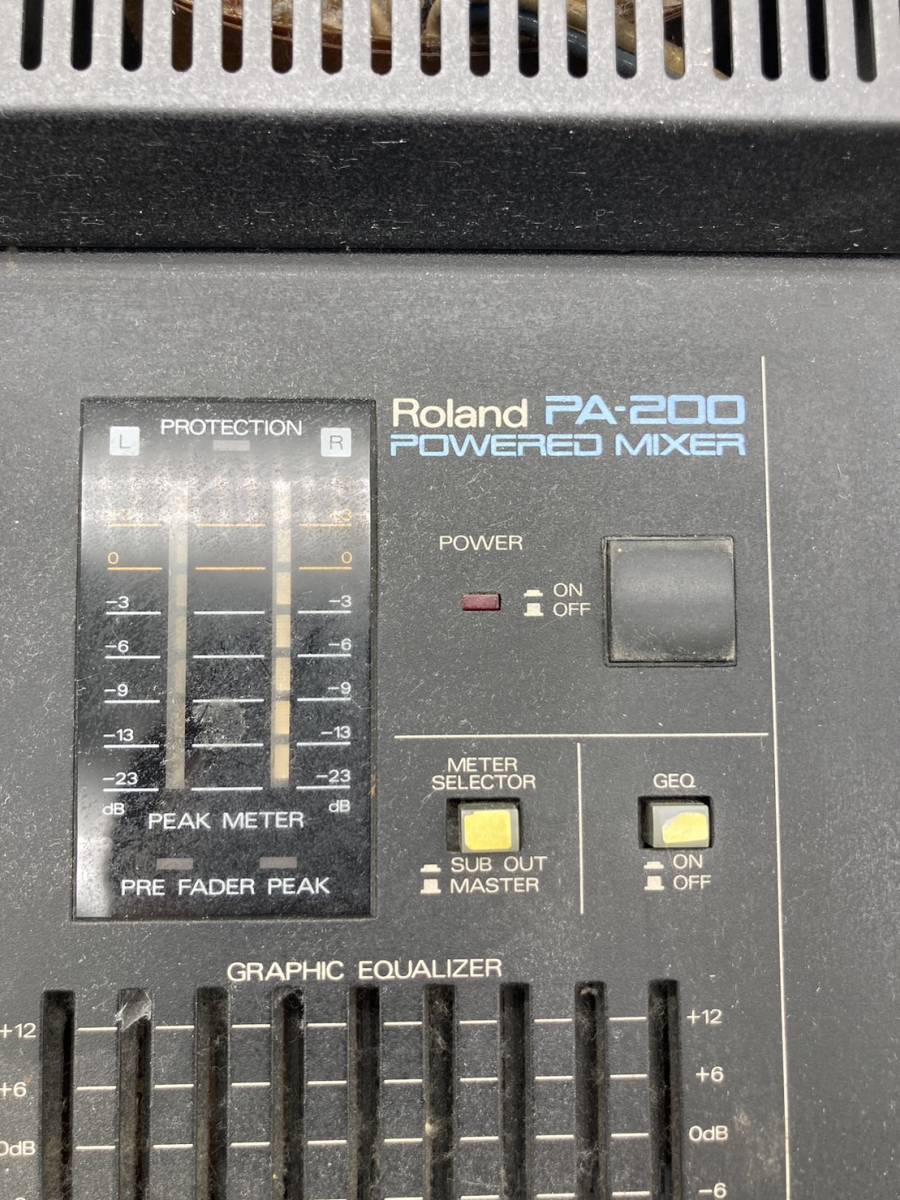 Roland PA-200
POWERED MIXER
PROTECTION
L R
+3 +3
0 0
-3 -3
-6 -6
-9 -9
-13 -13
-23 -23
dB dB
PEAK METER
PRE FADER PEAK
POWER
ON
OFF
METER
SELECTOR
SUB OUT
MASTER
GEQ
ON
OFF
GRAPHIC EQUALIZER
+12 +12
+6 +6
0dB 0dB
-6